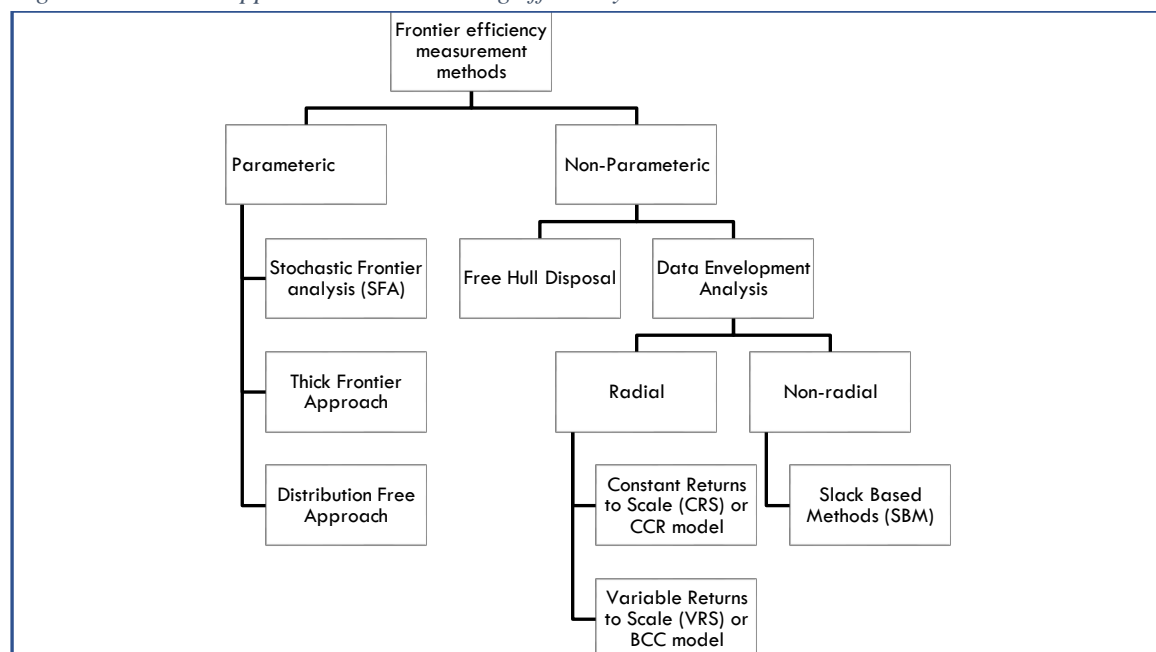 Frontier efficiency
measurement
methods
Parameteric
Non-Parameteric
Stochastic Frontier
analysis (SFA)
Free Hull Disposal
Data Envelopment
Analysis
Thick Frontier
Approach
Radial
Non-radial
Distribution Free
Approach
Constant Returns
to Scale (CRS) or
CCR model
Slack Based
Methods (SBM)
Variable Returns
to Scale (VRS) or
BCC model